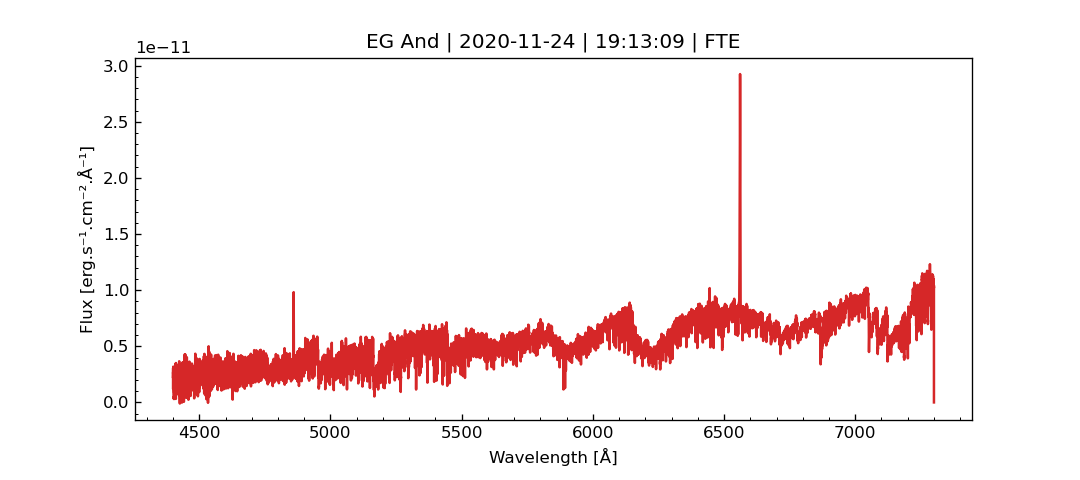 EG And | 2020-11-24 | 19:13:09 | FTE
1e−11
3.0
2.5
2.0
1.5
1.0
0.5
0.0
Flux [erg.s⁻¹.cm⁻².Å⁻¹]
4500 5000 5500 6000 6500 7000
Wavelength [Å]